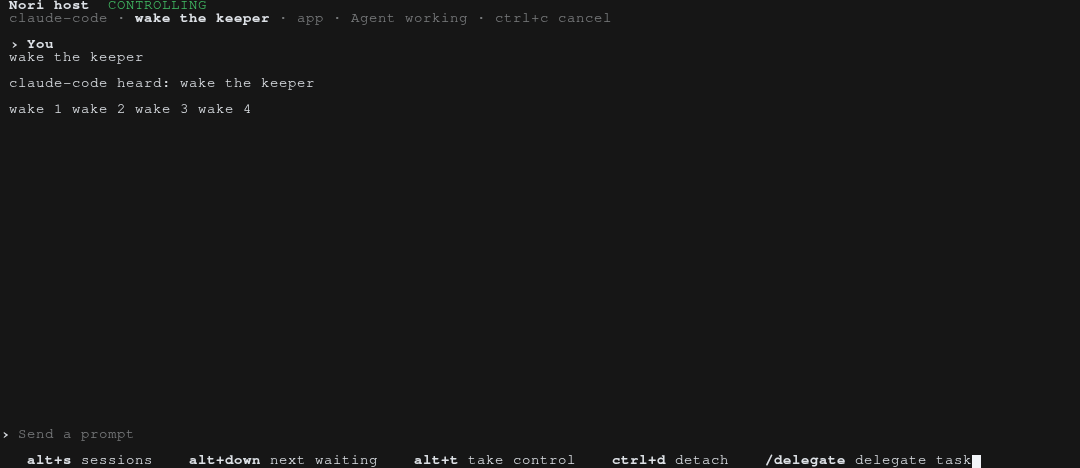 Nori host CONTROLLING
claude-code · wake the keeper · app · Agent working · ctrl+c cancel
› You
wake the keeper
claude-code heard: wake the keeper
wake 1 wake 2 wake 3 wake 4
› Send a prompt
alt+s sessions alt+down next waiting alt+t take control ctrl+d detach /delegate delegate task